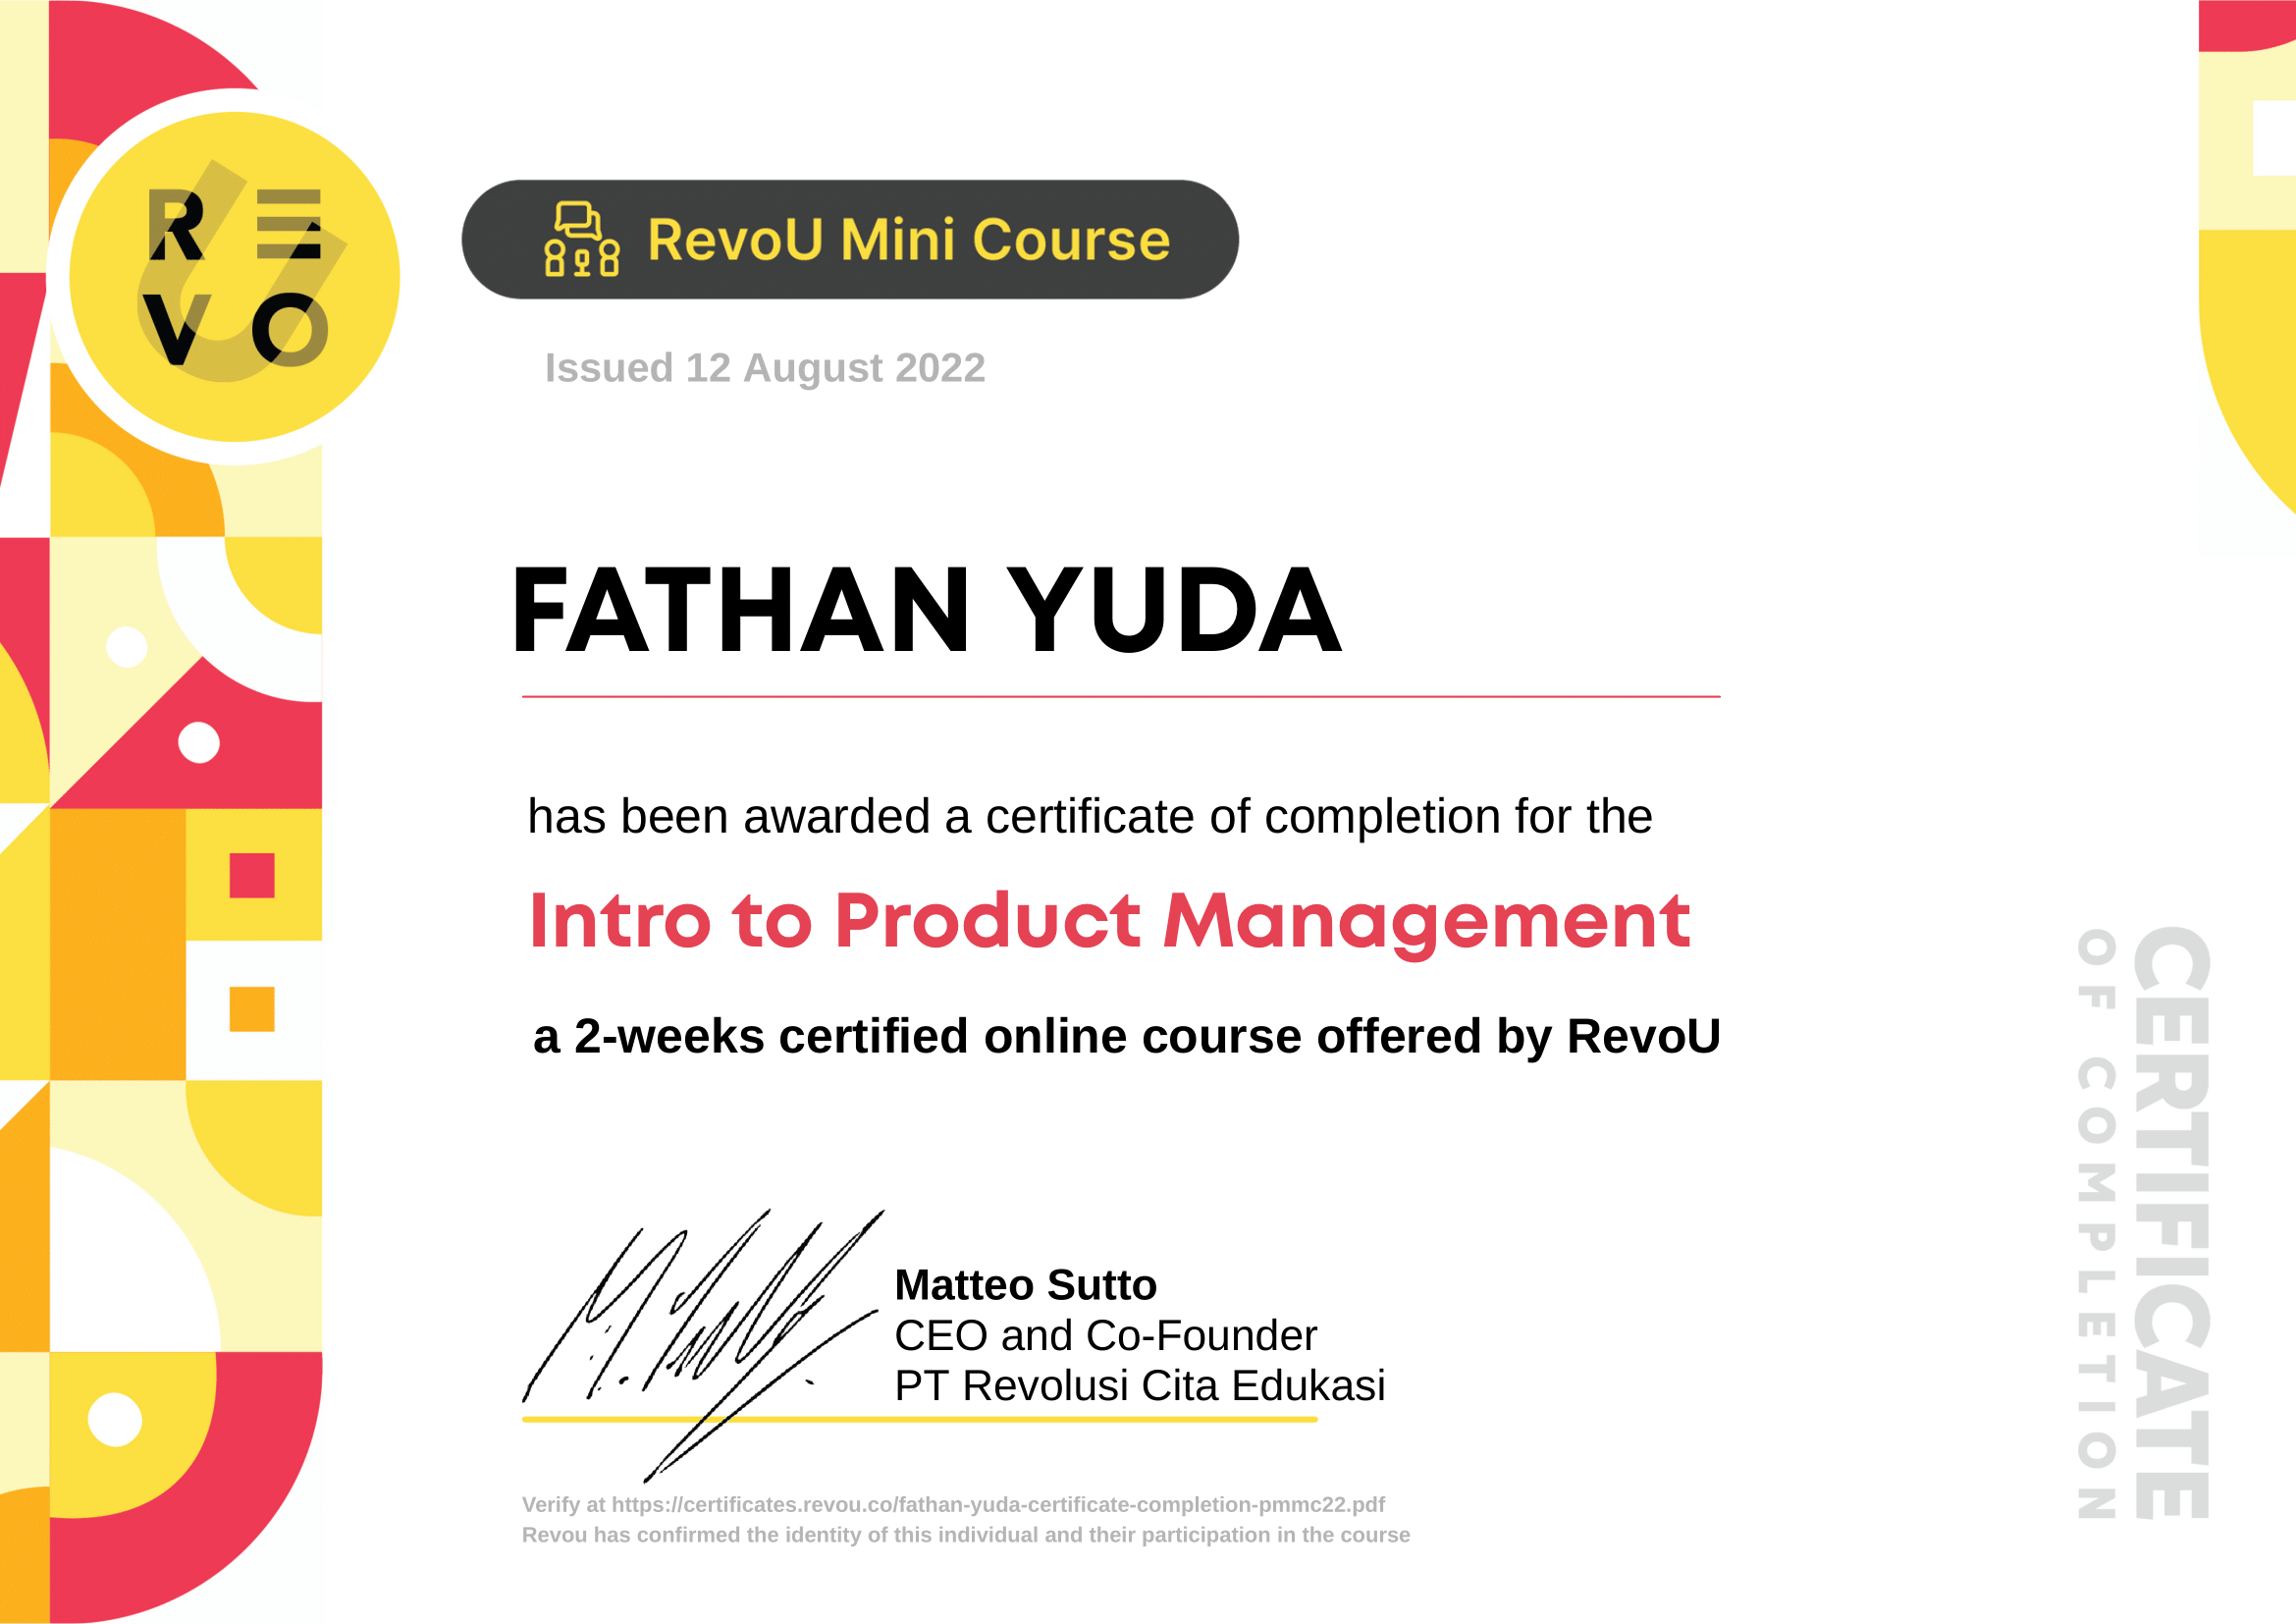 RE
VO
RevoU Mini Course
Issued 12 August 2022
FATHAN YUDA
has been awarded a certificate of completion for the
Intro to Product Management
a 2-weeks certified online course offered by RevoU
Matteo Sutto
CEO and Co-Founder
PT Revolusi Cita Edukasi
Verify at https://certificates.revou.co/fathan-yuda-certificate-completion-pmmc22.pdf
Revou has confirmed the identity of this individual and their participation in the course
CERTIFICATE
OF COMPLETION